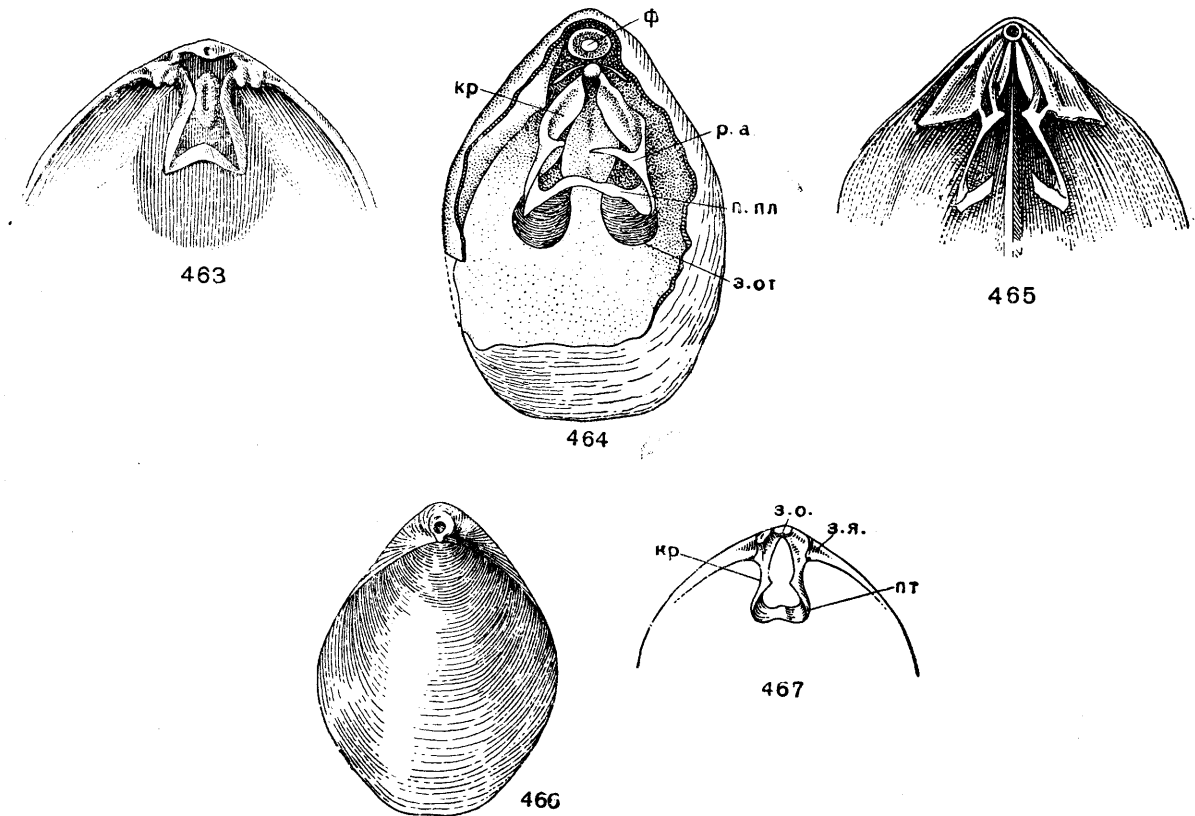 ф
кр
р. а
п. пл
з. от
463
464
465
з. о.
з. я.
кр
пт
466
467